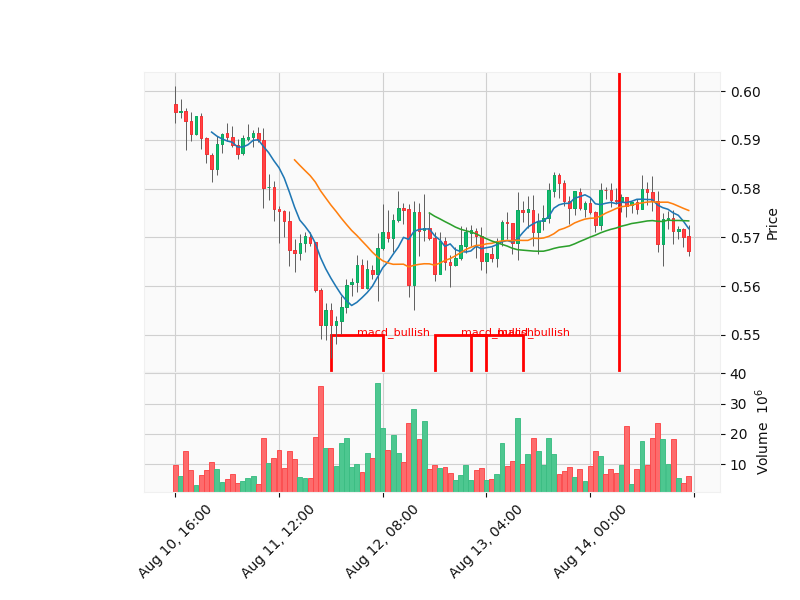 0.60
0.59
0.58
0.57
0.56
0.55
Price
macd_bullish
macd_bullish
macd_bullish
40
30
20
10
Volume 10^6
Aug 10, 16:00
Aug 11, 12:00
Aug 12, 08:00
Aug 13, 04:00
Aug 14, 00:00